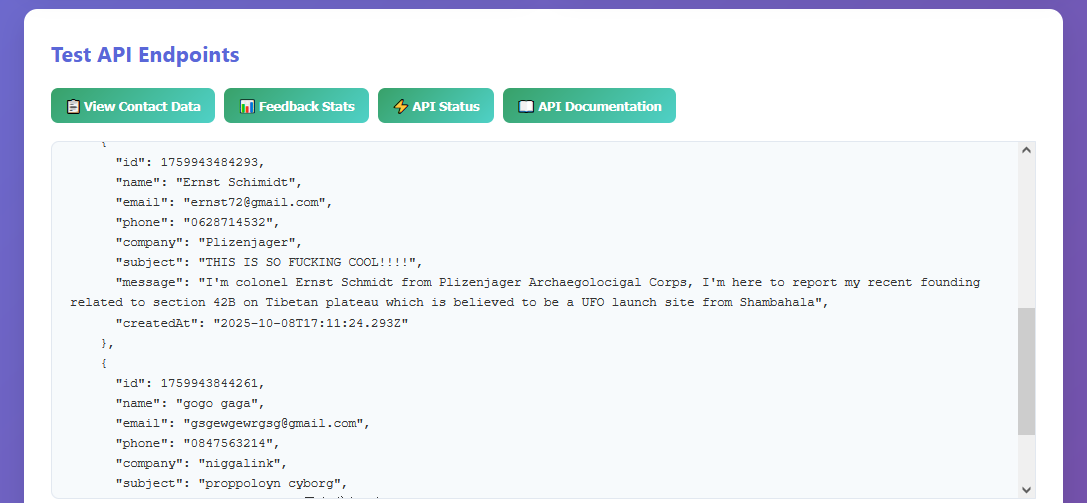 Test API Endpoints
📋 View Contact Data
📊 Feedback Stats
⚡ API Status
📖 API Documentation
{
"id": 1759943484293,
"name": "Ernst Schimidt",
"email": "ernst72@gmail.com",
"phone": "0628714532",
"company": "Plizenjager",
"subject": "THIS IS SO FUCKING COOL!!!!",
"message": "I'm colonel Ernst Schmidt from Plizenjager Archaegolocigal Corps, I'm here to report my recent founding
related to section 42B on Tibetan plateau which is believed to be a UFO launch site from Shambahala",
"createdAt": "2025-10-08T17:11:24.293Z"
},
{
"id": 1759943844261,
"name": "gogo gaga",
"email": "gsgewgewrgsg@gmail.com",
"phone": "0847563214",
"company": "niggalink",
"subject": "proppoloyn cyborg",